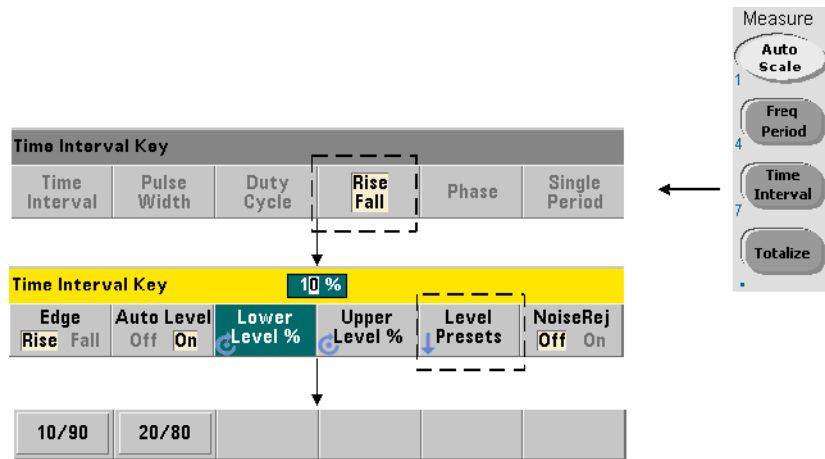 Measure
Auto
Scale
1
Freq
Period
4
Time
Interval
7
Totalize
.
Time Interval Key
Time Interval
Pulse Width
Duty Cycle
Rise Fall
Phase
Single Period
Time Interval Key
10 %
Edge
Rise Fall
Auto Level
Off On
Lower
Level %
Upper
Level %
Level
Presets
NoiseRej
Off On
10/90
20/80